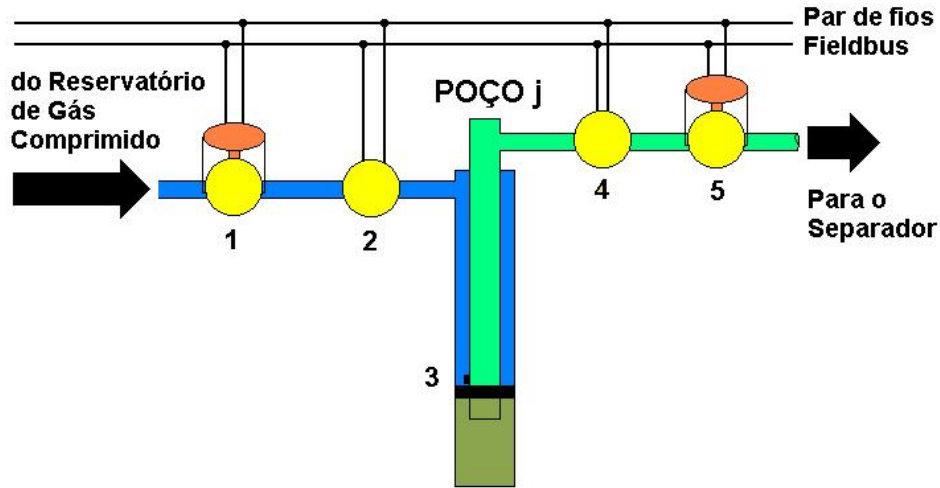 Par de fios
Fieldbus
do Reservatório
de Gás
Comprimido
POÇO j
1
2
3
4
5
Para o
Separador